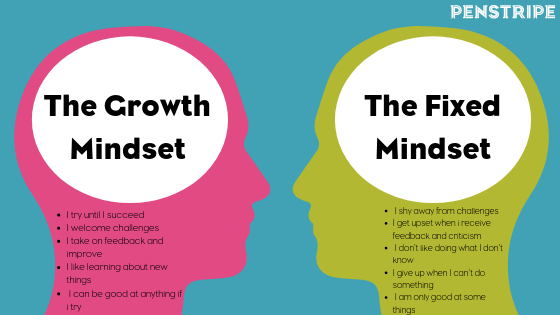 PENSTRIPE
The Growth
Mindset
• I try until I succeed
• I welcome challenges
• I take on feedback and
improve
• I like learning about new
things
• I can be good at anything if
i try
The Fixed
Mindset
• I shy away from challenges
• I get upset when i receive
feedback and criticism
• I don't like doing what I don't
know
• I give up when I can't do
something
• I am only good at some
things